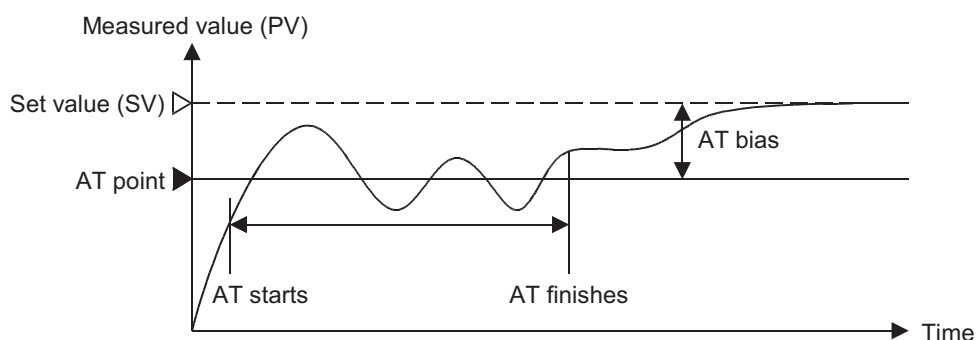 Measured value (PV)
Set value (SV)
AT bias
AT point
AT starts
AT finishes
Time